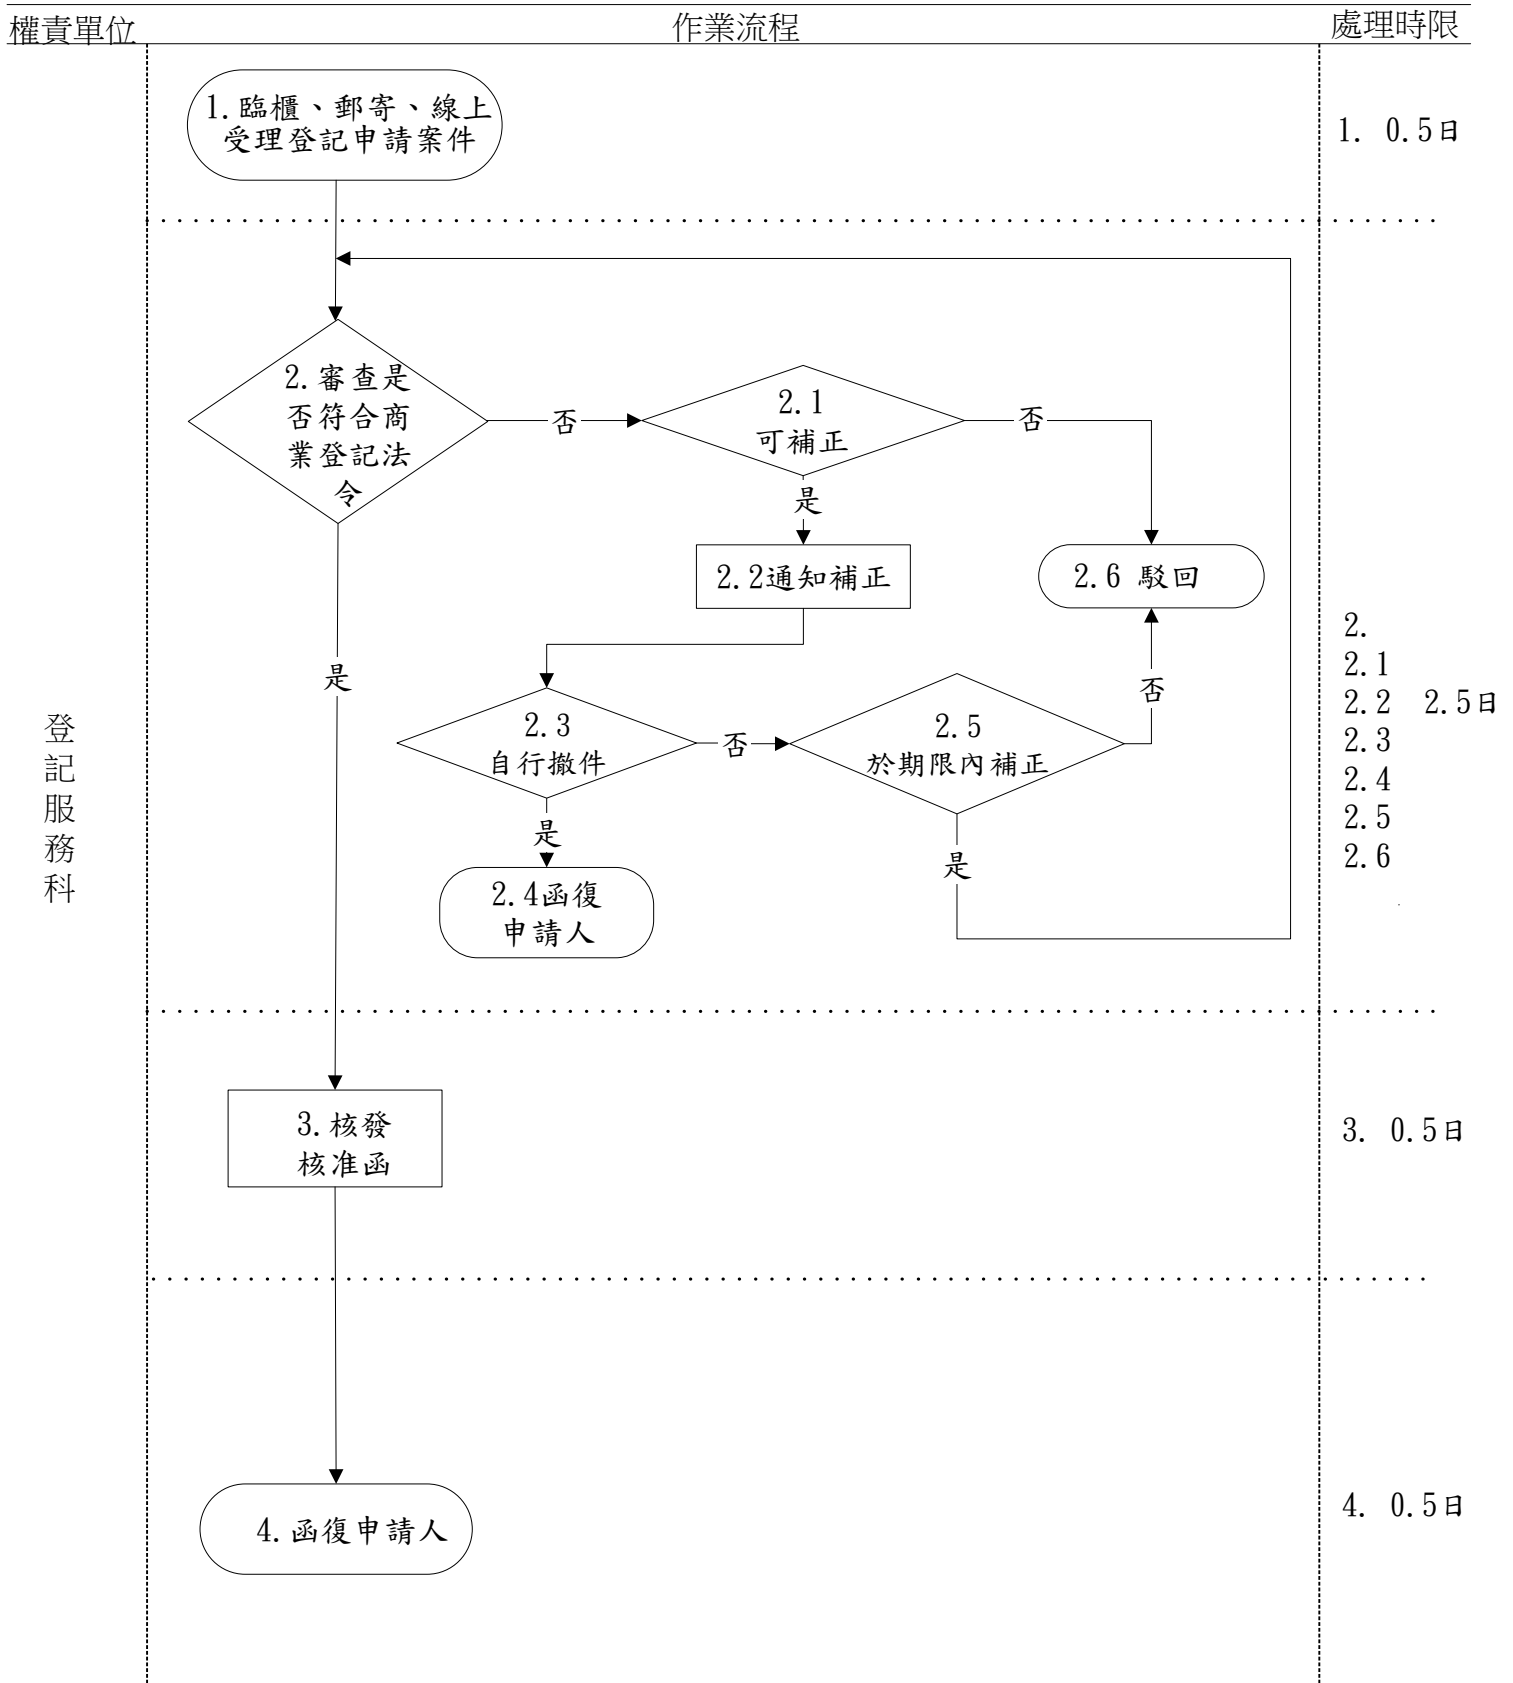 權責單位
作業流程
處理時限
1.臨櫃、郵寄、線上
受理登記申請案件
1. 0.5日
2.審查是
否符合商
業登記法
令
否
2.1
可補正
否
是
2.2通知補正
2.6 駁回
是
2.3
自行撤件
否
2.5
於期限內補正
否
是
2.4函復
申請人
是
2.
2.1
2.2 2.5日
2.3
2.4
2.5
2.6
登
記
服
務
科
3.核發
核准函
3. 0.5日
4.函復申請人
4. 0.5日